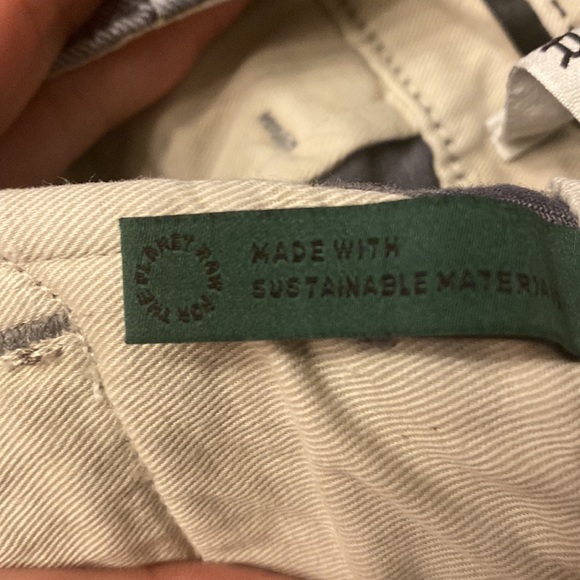 RAW FOR THE PLANET
MADE WITH
SUSTAINABLE MATERIA
R